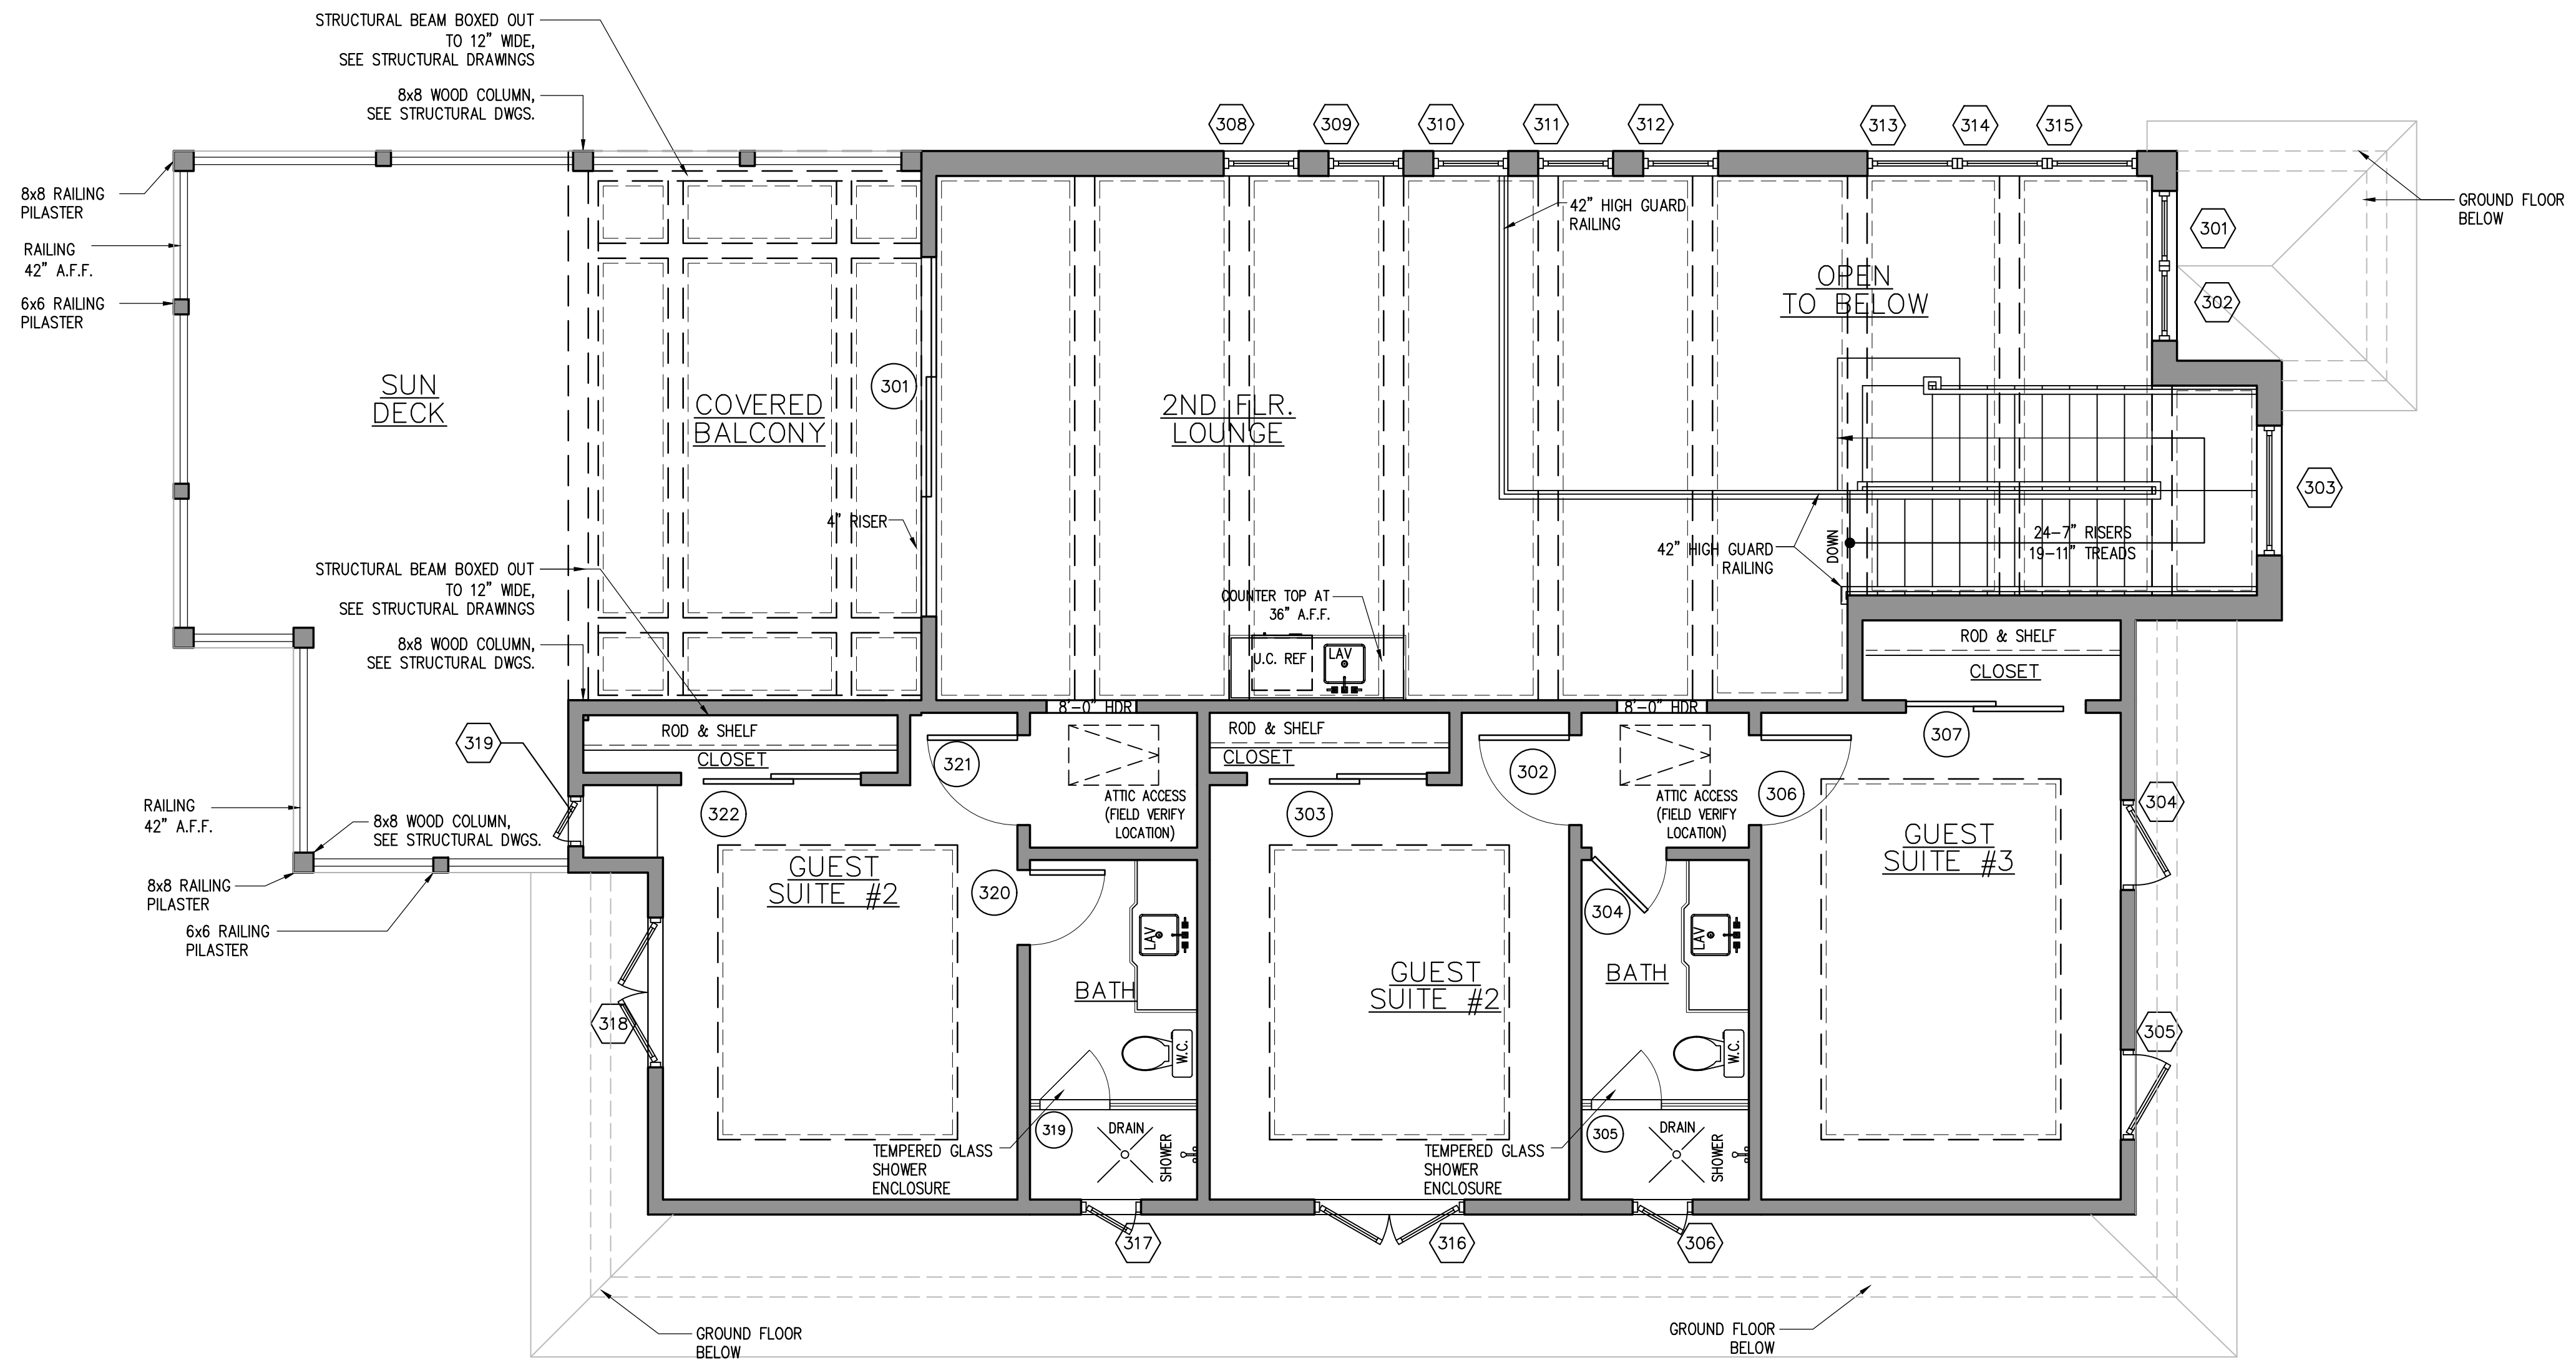 STRUCTURAL BEAM BOXED OUT
TO 12" WIDE,
SEE STRUCTURAL DRAWINGS
8x8 WOOD COLUMN,
SEE STRUCTURAL DWGS.
308
309
310
311
312
313
314
315
8x8 RAILING
PILASTER
RAILING
42" A.F.F.
6x6 RAILING
PILASTER
42" HIGH GUARD
RAILING
GROUND FLOOR
BELOW
301
302
OPEN
TO BELOW
SUN
DECK
COVERED
BALCONY
301
2ND FLR.
LOUNGE
303
4" RISER
DOWN
24-7" RISERS
19-11" TREADS
42" HIGH GUARD
RAILING
STRUCTURAL BEAM BOXED OUT
TO 12" WIDE,
SEE STRUCTURAL DRAWINGS
COUNTER TOP AT
36" A.F.F.
8x8 WOOD COLUMN,
SEE STRUCTURAL DWGS.
U.C. REF
LAV
ROD & SHELF
CLOSET
8'-0" HDR
8'-0" HDR
319
ROD & SHELF
CLOSET
321
ROD & SHELF
CLOSET
302
307
322
ATTIC ACCESS
(FIELD VERIFY
LOCATION)
303
ATTIC ACCESS
(FIELD VERIFY
LOCATION)
306
304
RAILING
42" A.F.F.
8x8 WOOD COLUMN,
SEE STRUCTURAL DWGS.
GUEST
SUITE #2
GUEST
SUITE #3
8x8 RAILING
PILASTER
320
304
6x6 RAILING
PILASTER
LAV
LAV
BATH
GUEST
SUITE #2
BATH
318
305
W.C.
W.C.
319
DRAIN
SHOWER
305
DRAIN
SHOWER
TEMPERED GLASS
SHOWER
ENCLOSURE
TEMPERED GLASS
SHOWER
ENCLOSURE
317
316
306
GROUND FLOOR
BELOW
GROUND FLOOR
BELOW